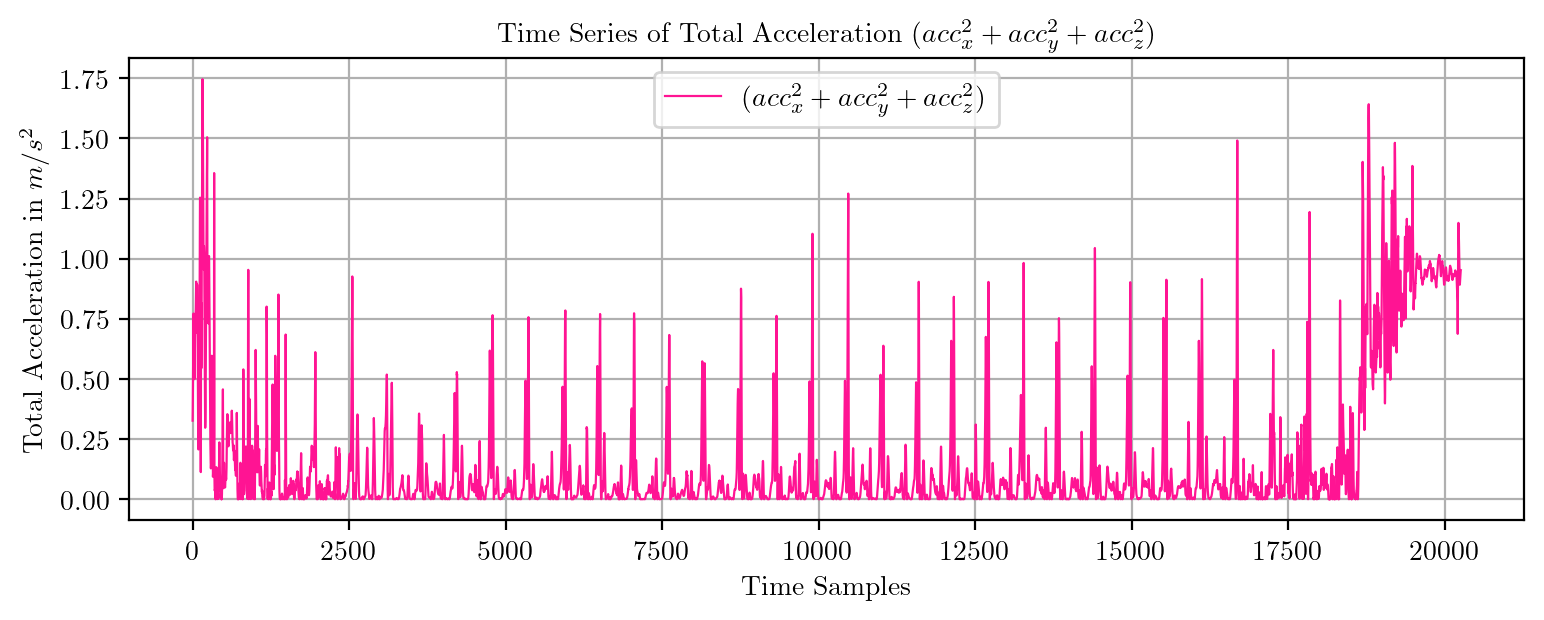 Time Series of Total Acceleration $(acc_x^2 + acc_y^2 + acc_z^2)$
$(acc_x^2 + acc_y^2 + acc_z^2)$
Total Acceleration in $m/s^2$
1.75
1.50
1.25
1.00
0.75
0.50
0.25
0.00
0 2500 5000 7500 10000 12500 15000 17500 20000
Time Samples